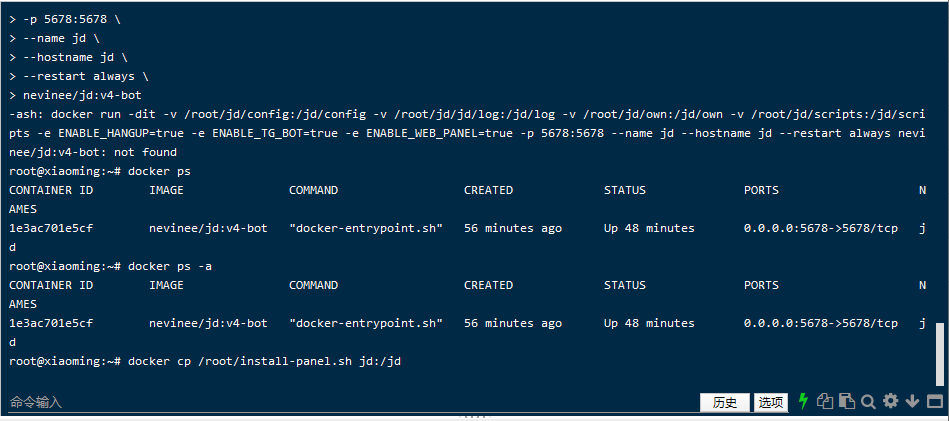 > -p 5678:5678 \
> --name jd \
> --hostname jd \
> --restart always \
> nevinee/jd:v4-bot
-ash: docker run -dit -v /root/jd/config:/jd/config -v /root/jd/jd/log:/jd/log -v /root/jd/own:/jd/own -v /root/jd/scripts:/jd/scri
pts -e ENABLE_HANGUP=true -e ENABLE_TG_BOT=true -e ENABLE_WEB_PANEL=true -p 5678:5678 --name jd --hostname jd --restart always nevi
nee/jd:v4-bot: not found
root@xiaoming:~# docker ps
CONTAINER ID        IMAGE               COMMAND                  CREATED             STATUS              PORTS                    N
AMES
1e3ac701e5cf        nevinee/jd:v4-bot   "docker-entrypoint.sh"   56 minutes ago      Up 48 minutes       0.0.0.0:5678->5678/tcp   j
d
root@xiaoming:~# docker ps -a
CONTAINER ID        IMAGE               COMMAND                  CREATED             STATUS              PORTS                    N
AMES
1e3ac701e5cf        nevinee/jd:v4-bot   "docker-entrypoint.sh"   56 minutes ago      Up 48 minutes       0.0.0.0:5678->5678/tcp   j
d
root@xiaoming:~# docker cp /root/install-panel.sh jd:/jd
命令输入 历史 选项